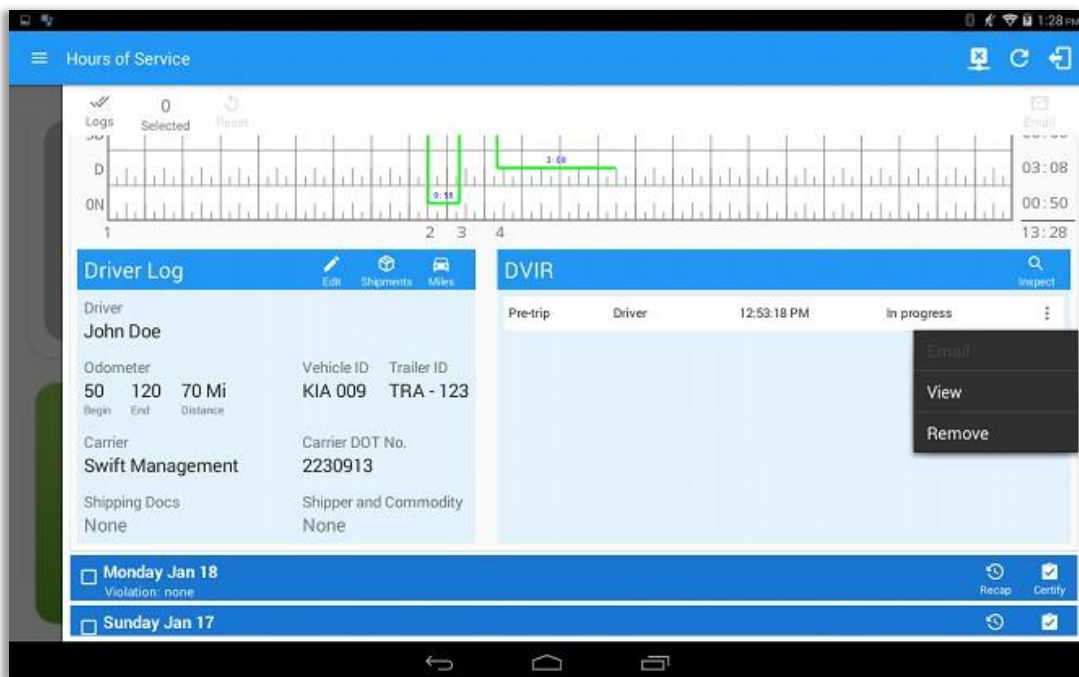 1:28 PM
Hours of Service
Logs
0
Selected
Reset
Email
D
3:08
03:08
ON
00:50
1 2 3 4
13:28
Driver Log
Edit Shipments Miles
DVIR
Inspect
Driver
John Doe
Pre-trip Driver 12:53:18 PM In progress
Email
View
Remove
Odometer
50 120 70 Mi
Begin End Distance
Vehicle ID Trailer ID
KIA 009 TRA - 123
Carrier
Swift Management
Carrier DOT No.
2230913
Shipping Docs
None
Shipper and Commodity
None
Monday Jan 18
Violation: none
Recap Certify
Sunday Jan 17